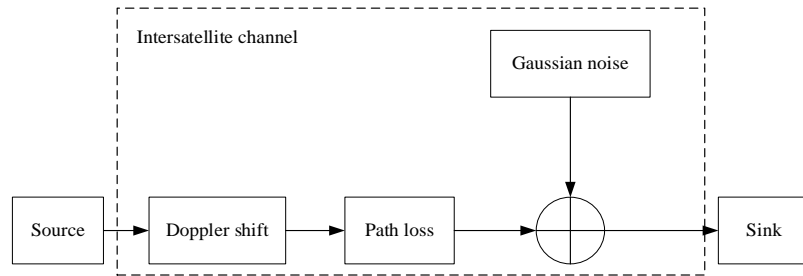 Intersatellite channel
Gaussian noise
Source
Doppler shift
Path loss
Sink